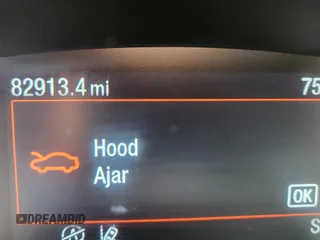 82913.4 mi 75
Hood
Ajar
OK
DREAMBID
S